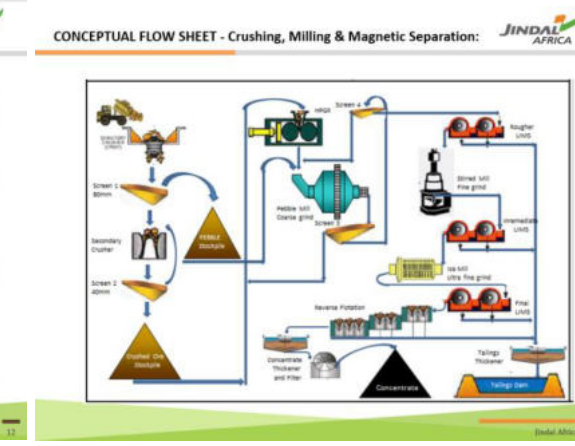 CONCEPTUAL FLOW SHEET - Crushing, Milling & Magnetic Separation:
JINDAL
AFRICA
HPGR
Screen 4
Rougher
LIMS
Screen 1
80mm
PEBBLE
Stockpile
Pebble Mill
Coarse grind
Screen 3
Stirred Mill
Fine grind
Secondary
Crusher
Intermediate
LIMS
Screen 2
40mm
Isa Mill
Ultra fine grind
Reverse Flotation
Final
LIMS
Crushed Ore
Stockpile
Concentrate
Thickener
and Filter
Concentrate
Tailings
Thickener
Tailings Dam
12
Jindal Afric